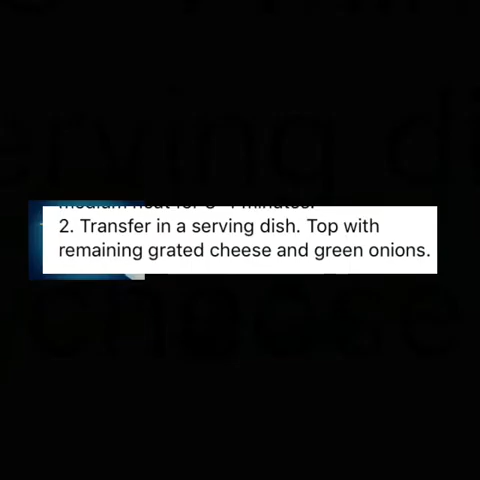 2. Transfer in a serving dish. Top with
remaining grated cheese and green onions.